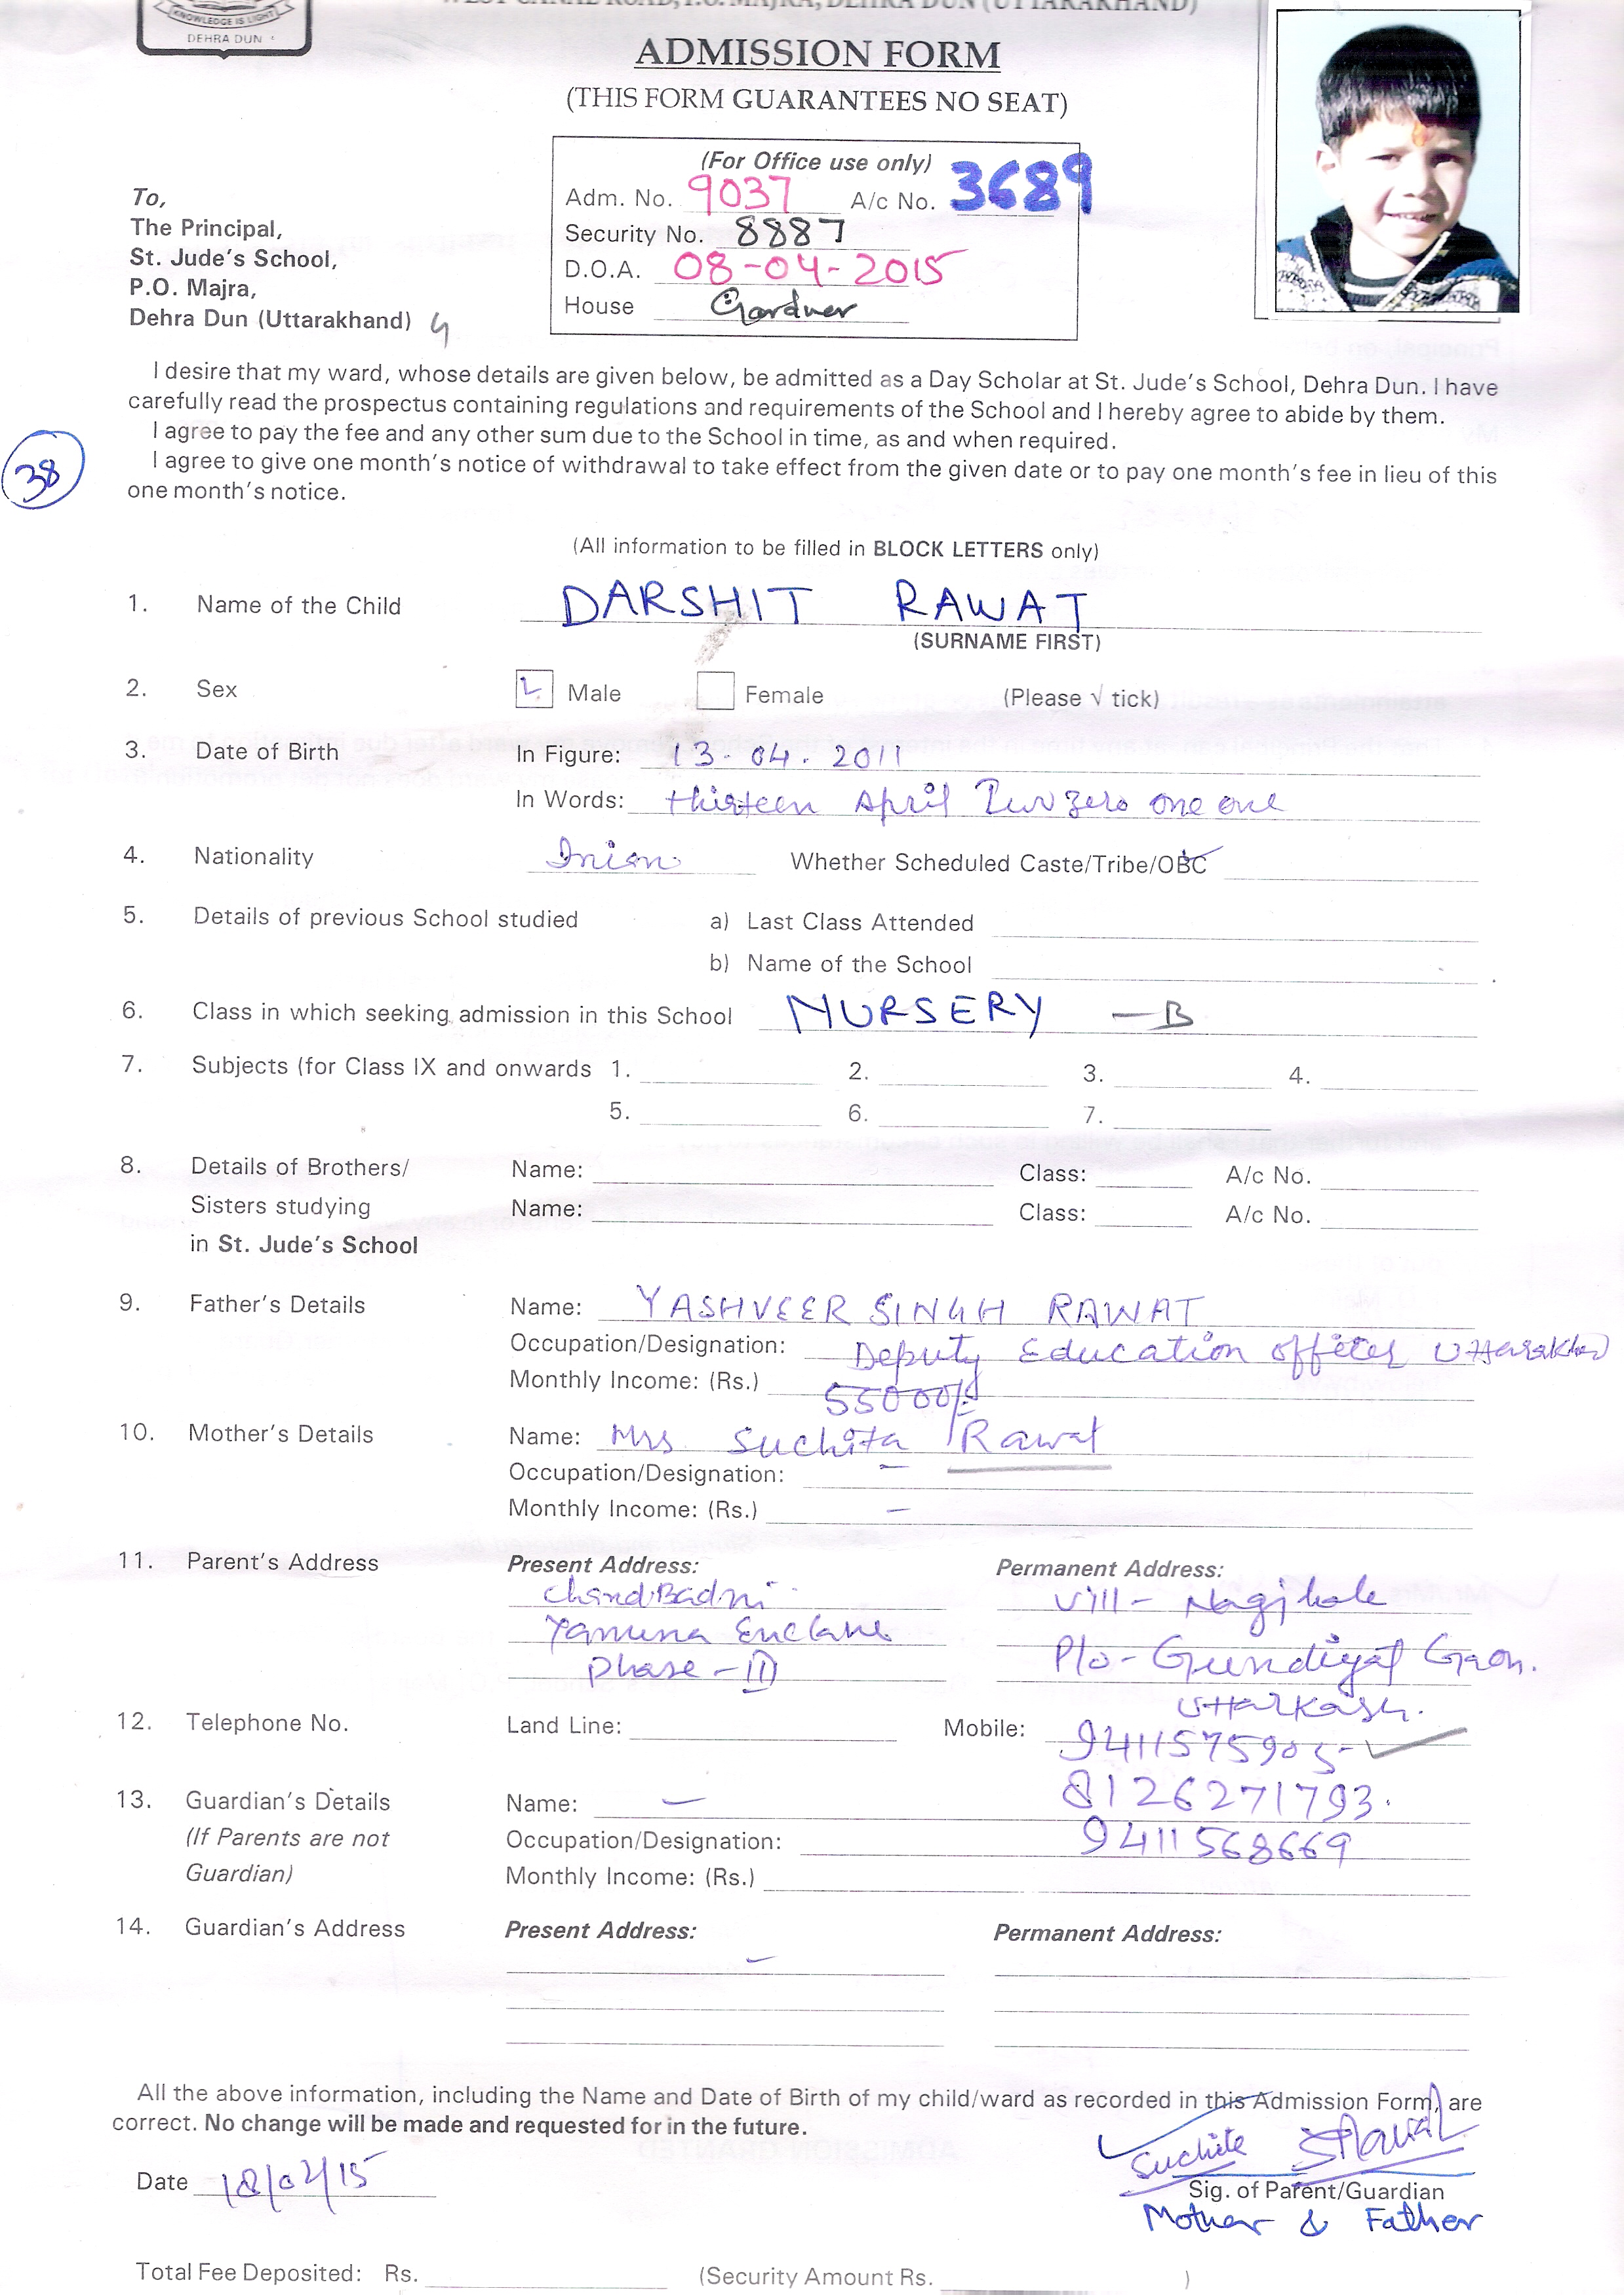 KNOWLEDGE IS LIGHT
DEHRA DUN
WEST CANAL ROAD, P.O. MAJRA, DEHRA DUN (UTTARAKHAND)
ADMISSION FORM
(THIS FORM GUARANTEES NO SEAT)
(For Office use only)
Adm. No. 9037 A/c No. 3689
Security No. 8887
D.O.A. 08-04-2015
House Gardner
To,
The Principal,
St. Jude's School,
P.O. Majra,
Dehra Dun (Uttarakhand)
I desire that my ward, whose details are given below, be admitted as a Day Scholar at St. Jude's School, Dehra Dun. I have
carefully read the prospectus containing regulations and requirements of the School and I hereby agree to abide by them.
I agree to pay the fee and any other sum due to the School in time, as and when required.
38
I agree to give one month's notice of withdrawal to take effect from the given date or to pay one month's fee in lieu of this
one month's notice.
(All information to be filled in BLOCK LETTERS only)
1. Name of the Child DARSHIT RAWAT
(SURNAME FIRST)
2. Sex Male Female (Please √ tick)
3. Date of Birth In Figure: 13-04.2011
In Words: thirteen April Two zero one one
4. Nationality Inion Whether Scheduled Caste/Tribe/OBC
5. Details of previous School studied a) Last Class Attended
b) Name of the School
6. Class in which seeking admission in this School NURSERY — B
7. Subjects (for Class IX and onwards 1. 2. 3. 4.
5. 6. 7.
8. Details of Brothers/ Name: Class: A/c No.
Sisters studying Name: Class: A/c No.
in St. Jude's School
9. Father's Details Name: YASHVEER SINGH RAWAT
Occupation/Designation: Deputy Education officer Uttarakhand
Monthly Income: (Rs.) 55000/-
10. Mother's Details Name: Mrs Suchita Rawat
Occupation/Designation: -
Monthly Income: (Rs.) -
11. Parent's Address Present Address: Permanent Address:
ChandiBadni Vill- Nagjhala
Yamuna Enclave P/o- Gundiyat Gaon.
Phase - III Uttarkashi.
12. Telephone No. Land Line: Mobile: 9411575905-
8126271793.
13. Guardian's Details Name: -
(If Parents are not Occupation/Designation: 9411568669
Guardian) Monthly Income: (Rs.)
14. Guardian's Address Present Address: Permanent Address:
-
All the above information, including the Name and Date of Birth of my child/ward as recorded in this Admission Form, are
correct. No change will be made and requested for in the future.
Suchita SRawat
Date 18/02/15
Sig. of Parent/Guardian
Mother & Father
Total Fee Deposited: Rs. (Security Amount Rs. )